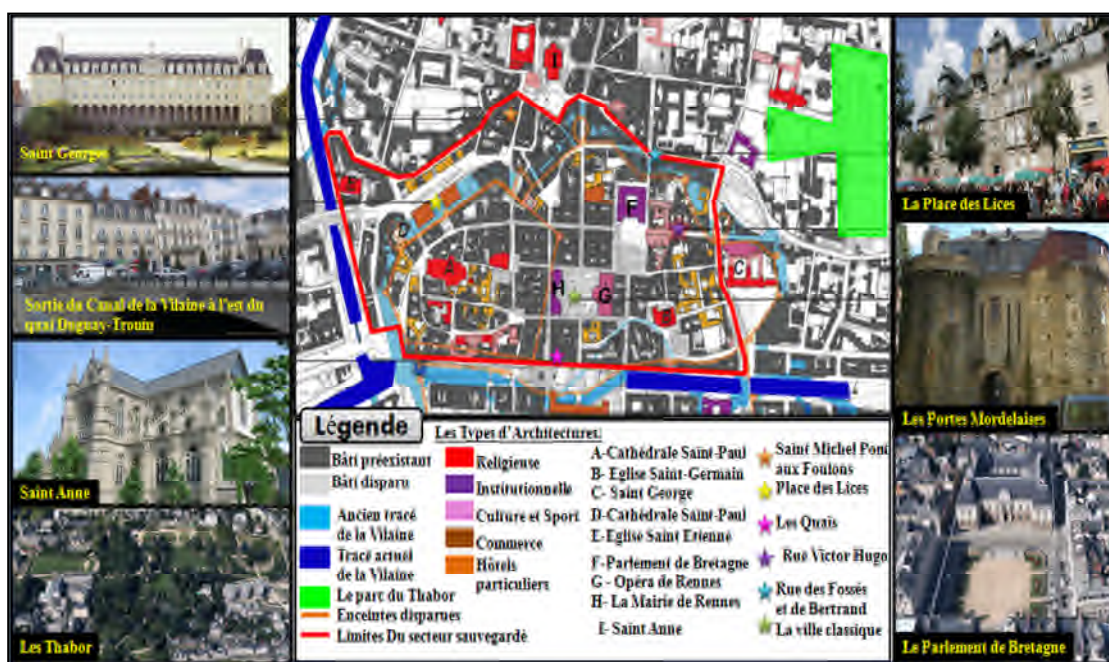 Saint Georges
Sortie du Canal de la Vilaine à l'est du
quai Duguay-Trouin
Saint Anne
Les Thabor
I
E
D
A
F
C
H
G
B
Légende
Bâti préexistant
Bâti disparu
Ancien tracé
de la Vilaine
Tracé actuel
de la Vilaine
Le parc du Thabor
Enceintes disparues
Limites Du secteur sauvegardé
Les Types d'Architectures:
Religieuse
Institutionnelle
Culture et Sport
Commerce
Hôtels
particuliers
A-Cathédrale Saint-Paul
B- Eglise Saint-Germain
C- Saint George
D-Cathédrale Saint-Paul
E-Eglise Saint Etienne
F-Parlement de Bretagne
G - Opéra de Rennes
H- La Mairie de Rennes
I- Saint Anne
Saint Michel Pont
aux Foulons
Place des Lices
Les Quais
Rue Victor Hugo
Rue des Fossés
et de Bertrand
La ville classique
La Place des Lices
Les Portes Mordelaises
Le Parlement de Bretagne